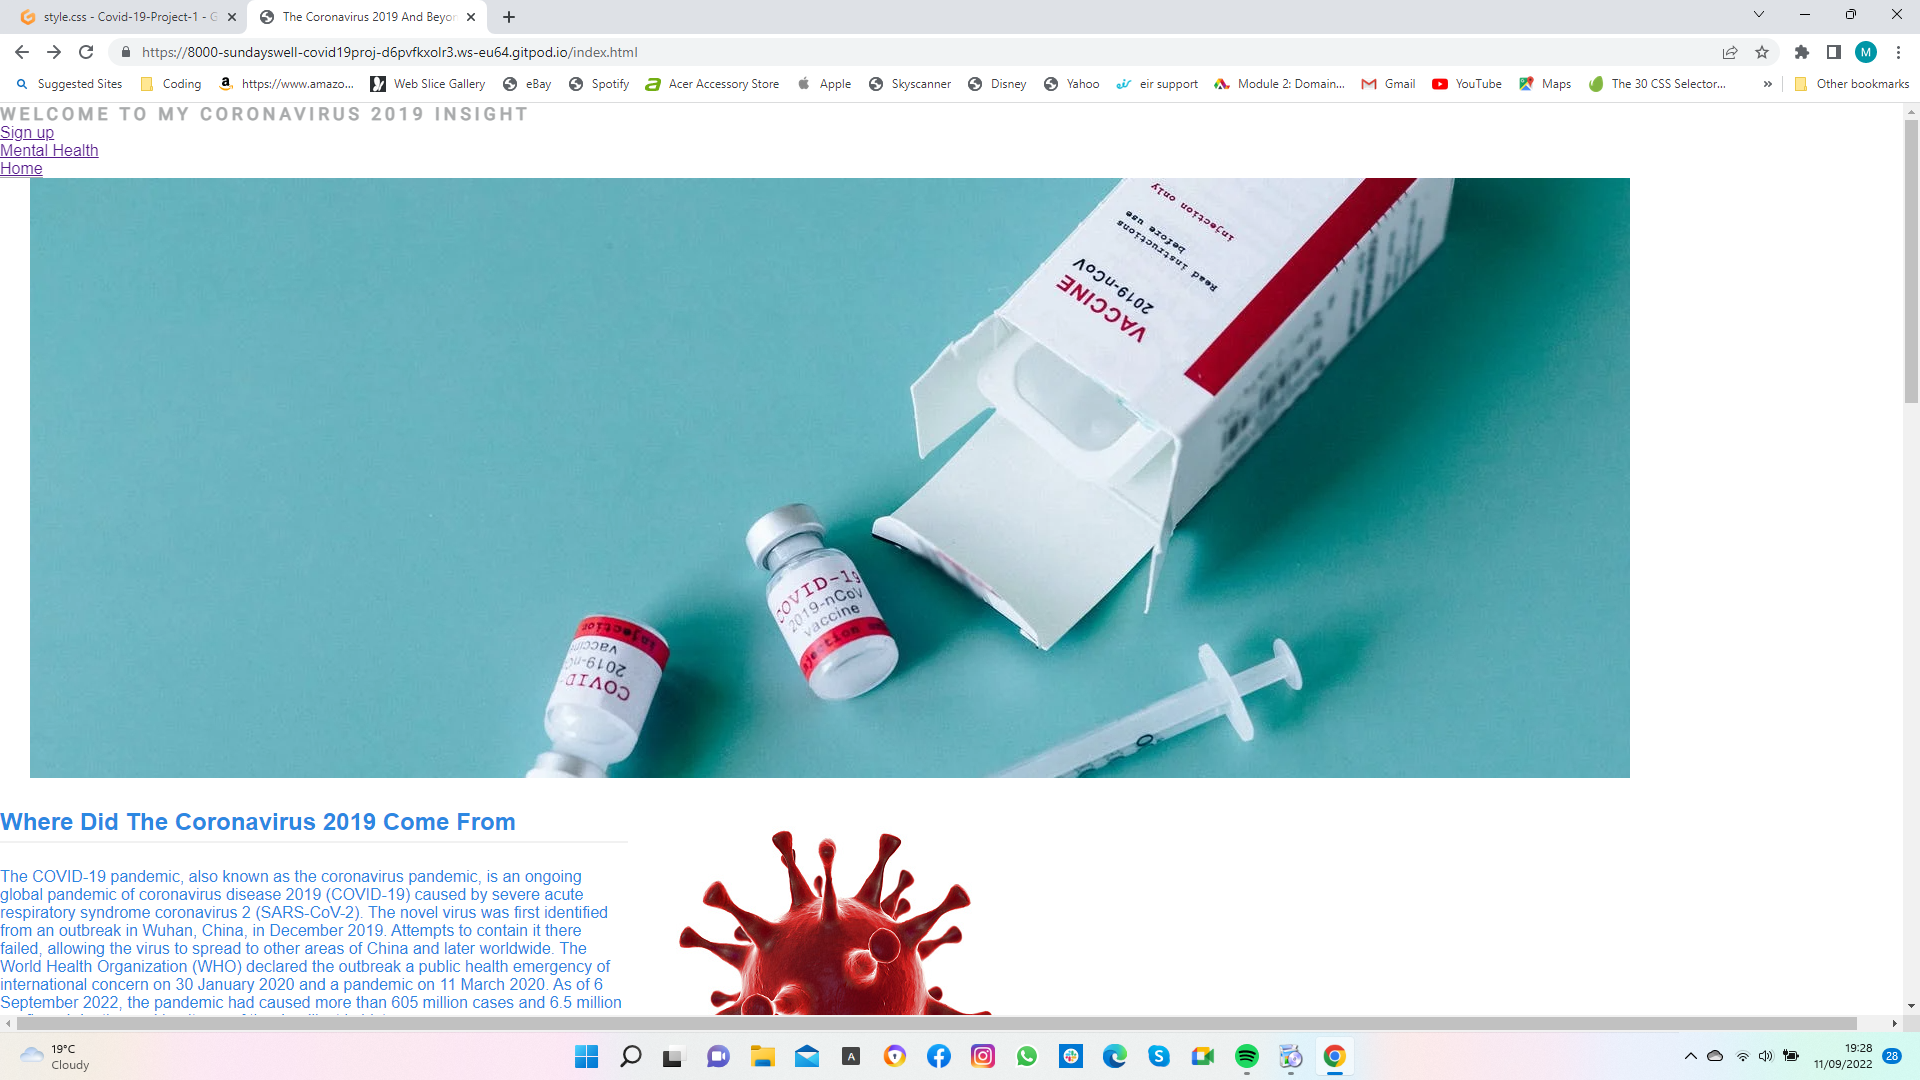 style.css - Covid-19-Project-1 - G
The Coronavirus 2019 And Beyon
https://8000-sundayswell-covid19proj-d6pvfkxolr3.ws-eu64.gitpod.io/index.html
M
Suggested Sites
Coding
https://www.amazo...
Web Slice Gallery
eBay
Spotify
Acer Accessory Store
Apple
Skyscanner
Disney
Yahoo
eir support
Module 2: Domain...
Gmail
YouTube
Maps
The 30 CSS Selector...
»
Other bookmarks
WELCOME TO MY CORONAVIRUS 2019 INSIGHT
Sign up
Mental Health
Home
injection only
Read instructions
before use
2019-nCoV
VACCINE
COVID-19
2019-nCoV
vaccine
injection
vaccine
2019-nCo
COVID-
Where Did The Coronavirus 2019 Come From
The COVID-19 pandemic, also known as the coronavirus pandemic, is an ongoing
global pandemic of coronavirus disease 2019 (COVID-19) caused by severe acute
respiratory syndrome coronavirus 2 (SARS-CoV-2). The novel virus was first identified
from an outbreak in Wuhan, China, in December 2019. Attempts to contain it there
failed, allowing the virus to spread to other areas of China and later worldwide. The
World Health Organization (WHO) declared the outbreak a public health emergency of
international concern on 30 January 2020 and a pandemic on 11 March 2020. As of 6
September 2022, the pandemic had caused more than 605 million cases and 6.5 million
19°C
Cloudy
19:28
11/09/2022
28